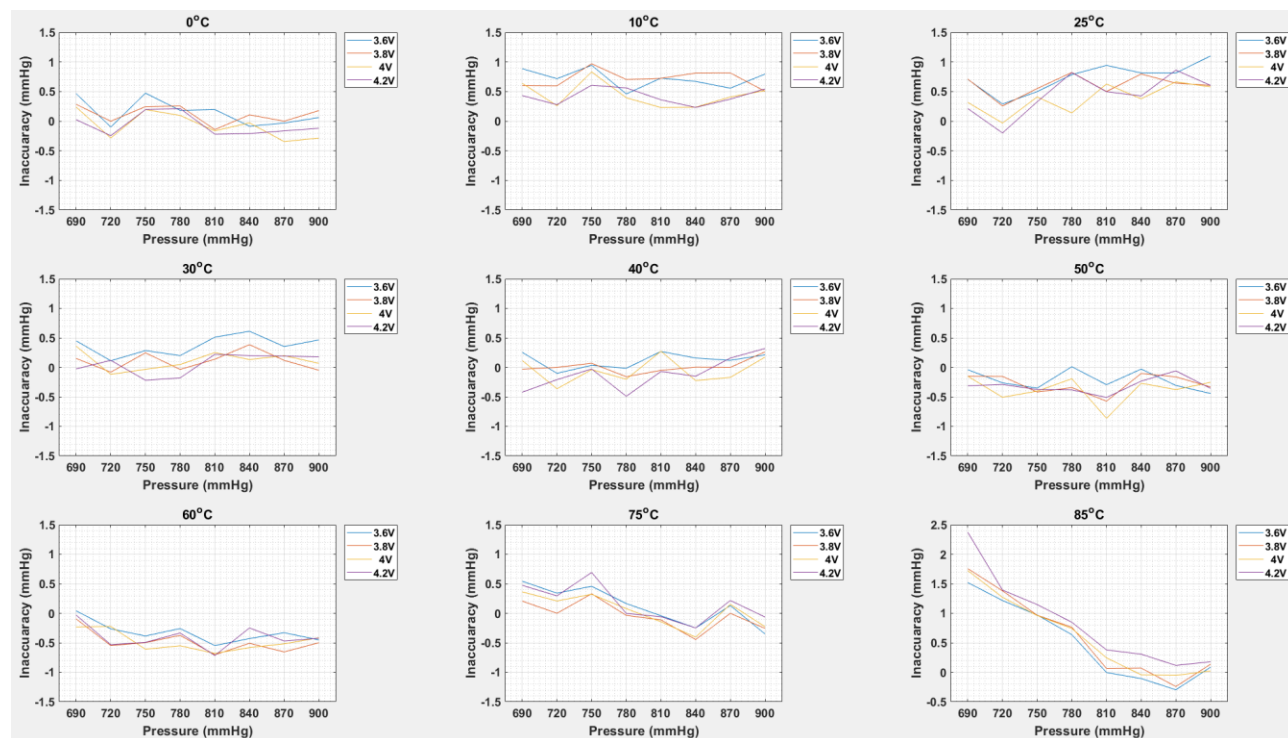 0°C
1.5
1
0.5
0
-0.5
-1
-1.5
Inaccuaracy (mmHg)
690 720 750 780 810 840 870 900
Pressure (mmHg)
3.6V
3.8V
4V
4.2V
10°C
1.5
1
0.5
0
-0.5
-1
-1.5
Inaccuaracy (mmHg)
690 720 750 780 810 840 870 900
Pressure (mmHg)
3.6V
3.8V
4V
4.2V
25°C
1.5
1
0.5
0
-0.5
-1
-1.5
Inaccuaracy (mmHg)
690 720 750 780 810 840 870 900
Pressure (mmHg)
3.6V
3.8V
4V
4.2V
30°C
1.5
1
0.5
0
-0.5
-1
-1.5
Inaccuaracy (mmHg)
690 720 750 780 810 840 870 900
Pressure (mmHg)
3.6V
3.8V
4V
4.2V
40°C
1.5
1
0.5
0
-0.5
-1
-1.5
Inaccuaracy (mmHg)
690 720 750 780 810 840 870 900
Pressure (mmHg)
3.6V
3.8V
4V
4.2V
50°C
1.5
1
0.5
0
-0.5
-1
-1.5
Inaccuaracy (mmHg)
690 720 750 780 810 840 870 900
Pressure (mmHg)
3.6V
3.8V
4V
4.2V
60°C
1.5
1
0.5
0
-0.5
-1
-1.5
Inaccuaracy (mmHg)
690 720 750 780 810 840 870 900
Pressure (mmHg)
3.6V
3.8V
4V
4.2V
75°C
1.5
1
0.5
0
-0.5
-1
-1.5
Inaccuaracy (mmHg)
690 720 750 780 810 840 870 900
Pressure (mmHg)
3.6V
3.8V
4V
4.2V
85°C
2.5
2
1.5
1
0.5
0
-0.5
Inaccuaracy (mmHg)
690 720 750 780 810 840 870 900
Pressure (mmHg)
3.6V
3.8V
4V
4.2V